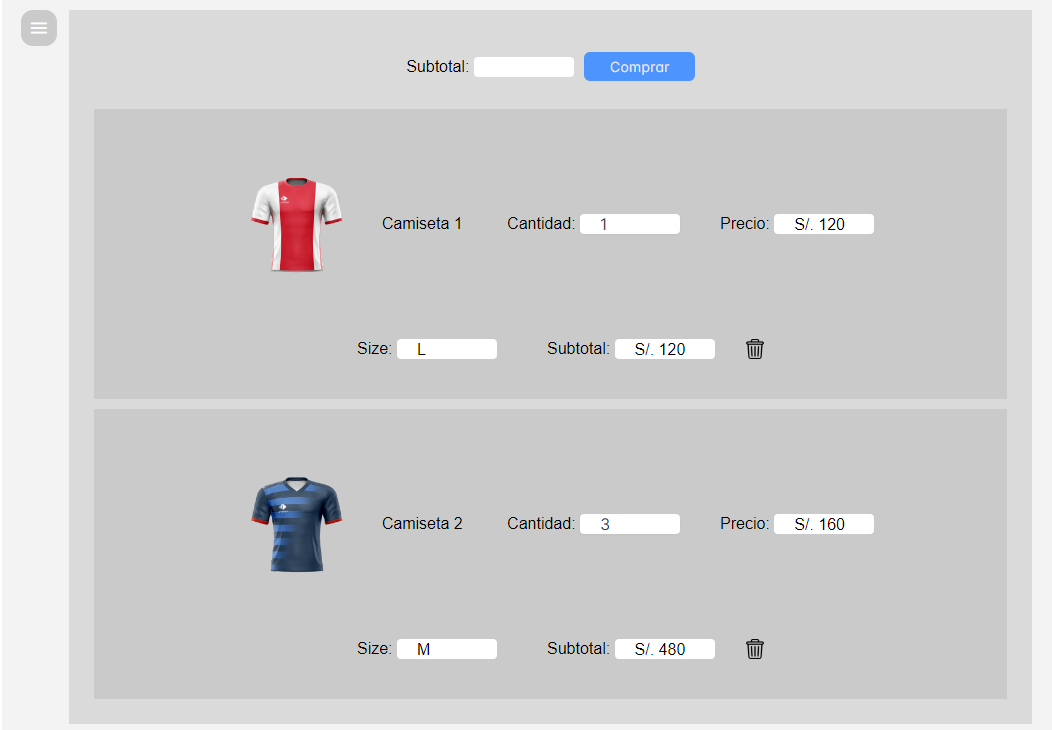 Subtotal: Comprar
Camiseta 1 Cantidad: 1 Precio: S/. 120
Size: L Subtotal: S/. 120
Camiseta 2 Cantidad: 3 Precio: S/. 160
Size: M Subtotal: S/. 480